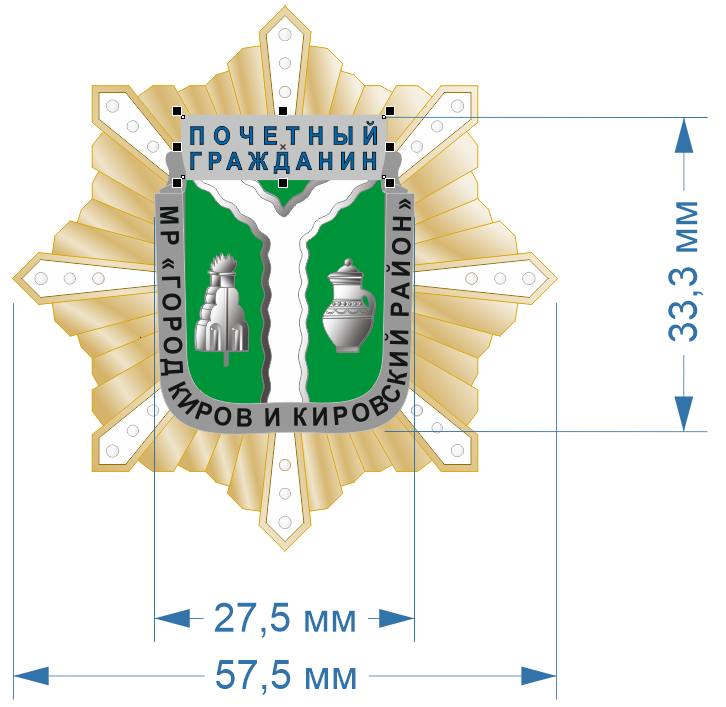 ПОЧЕТНЫЙ
ГРАЖДАНИН
МР «ГОРОД КИРОВ И КИРОВСКИЙ РАЙОН»
33,3 мм
27,5 мм
57,5 мм